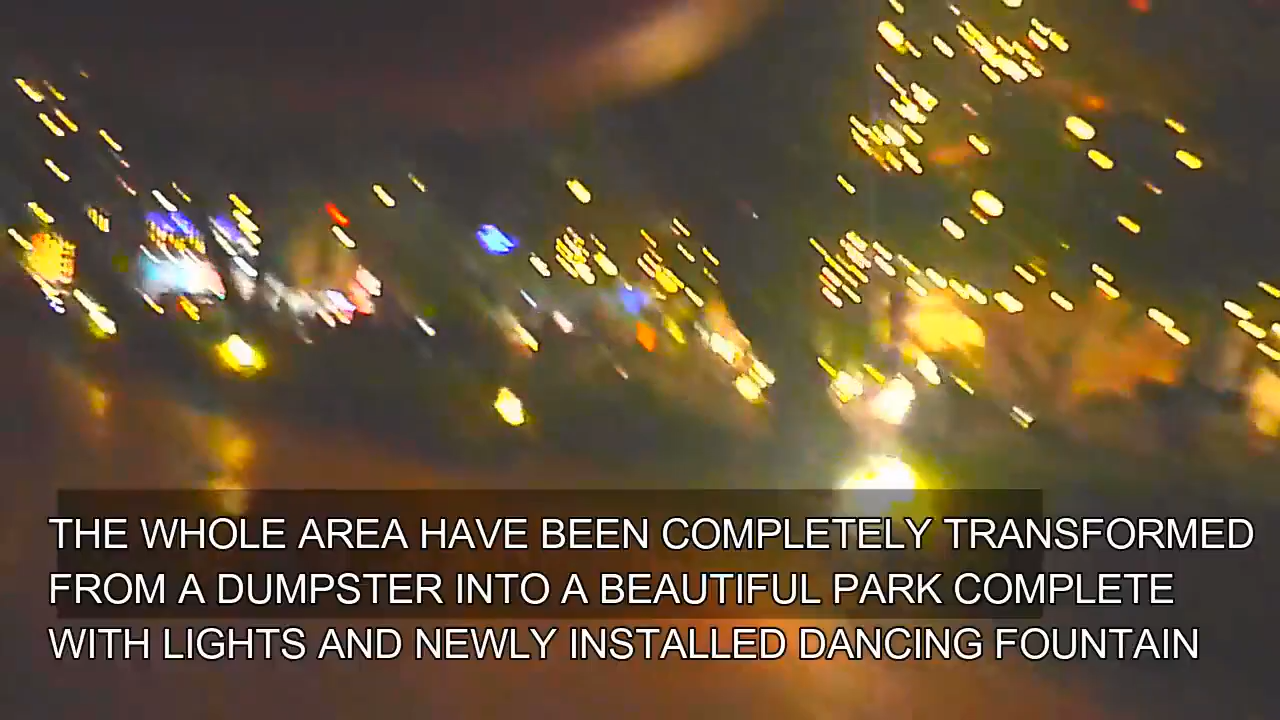 THE WHOLE AREA HAVE BEEN COMPLETELY TRANSFORMED
FROM A DUMPSTER INTO A BEAUTIFUL PARK COMPLETE
WITH LIGHTS AND NEWLY INSTALLED DANCING FOUNTAIN